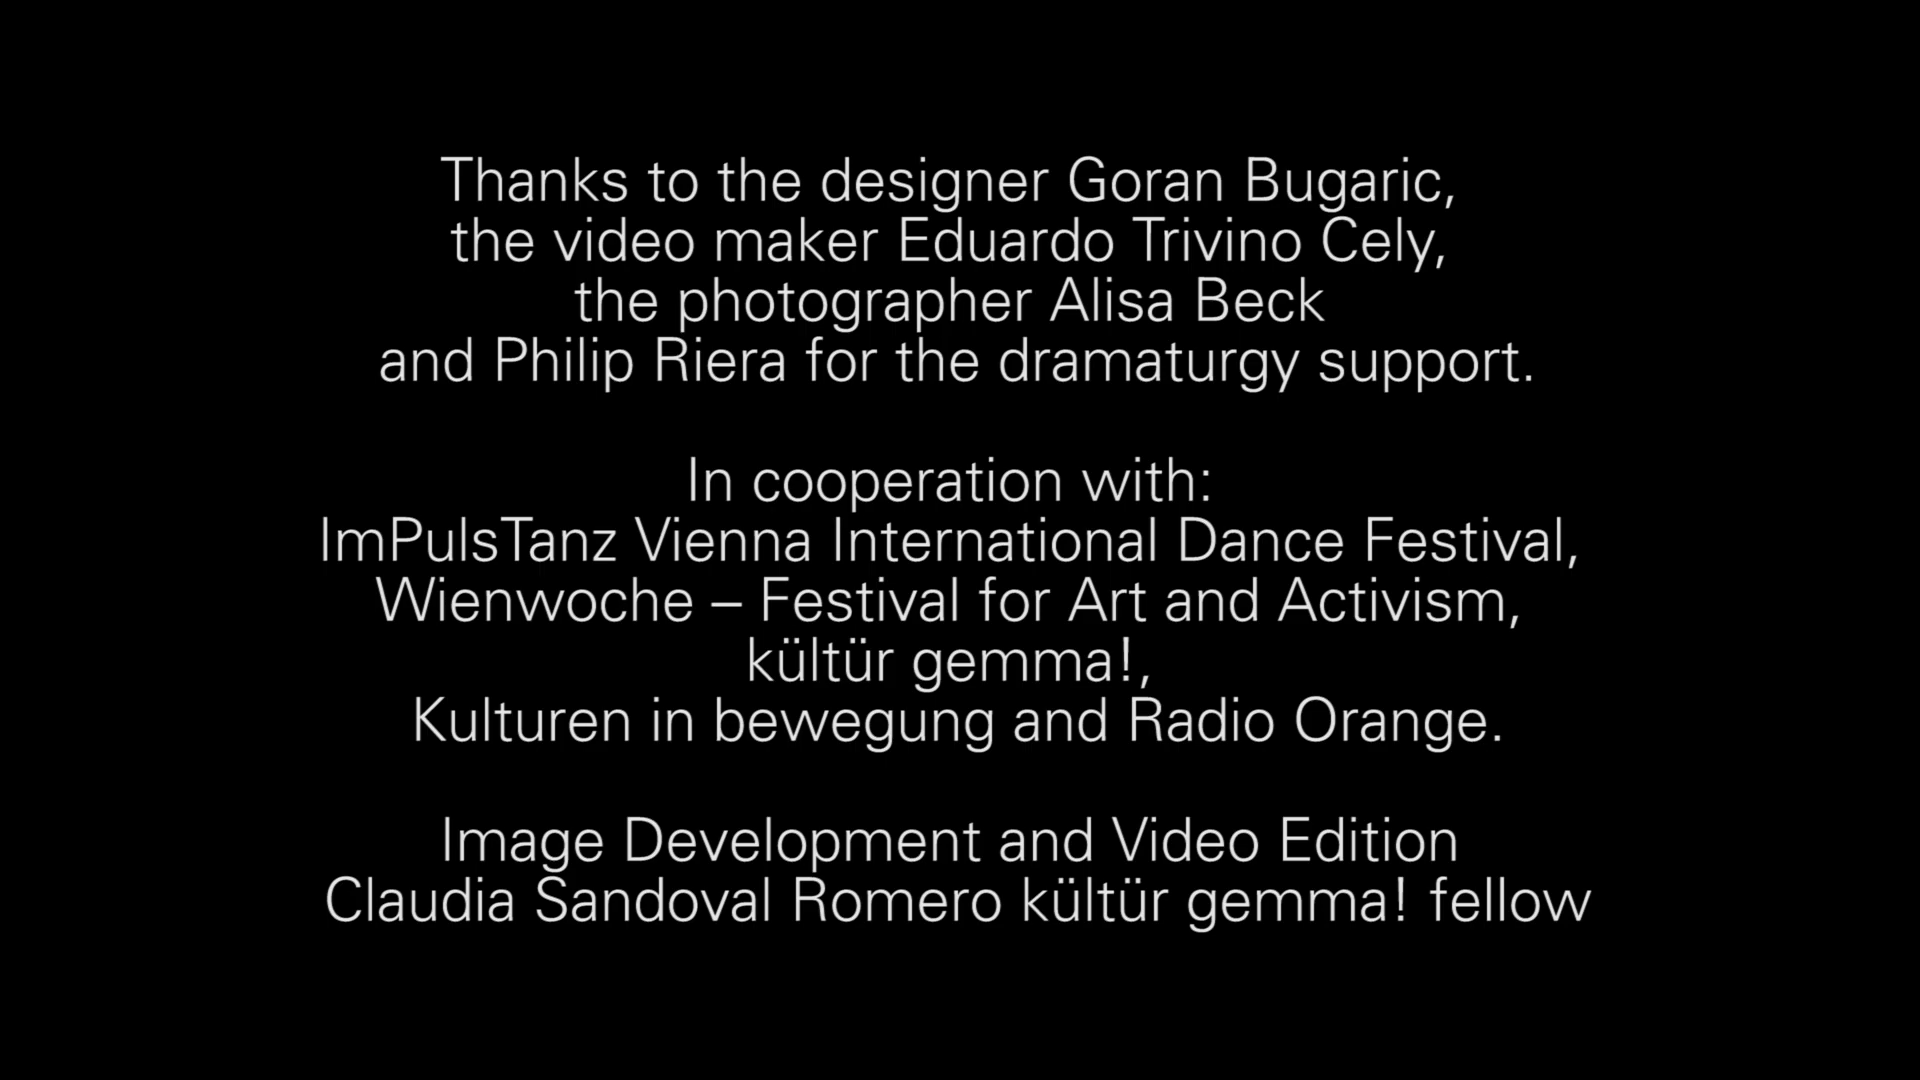 Thanks to the designer Goran Bugaric,
the video maker Eduardo Trivino Cely,
the photographer Alisa Beck
and Philip Riera for the dramaturgy support.
In cooperation with:
ImPulsTanz Vienna International Dance Festival,
Wienwoche – Festival for Art and Activism,
kültür gemma!,
Kulturen in bewegung and Radio Orange.
Image Development and Video Edition
Claudia Sandoval Romero kültür gemma! fellow